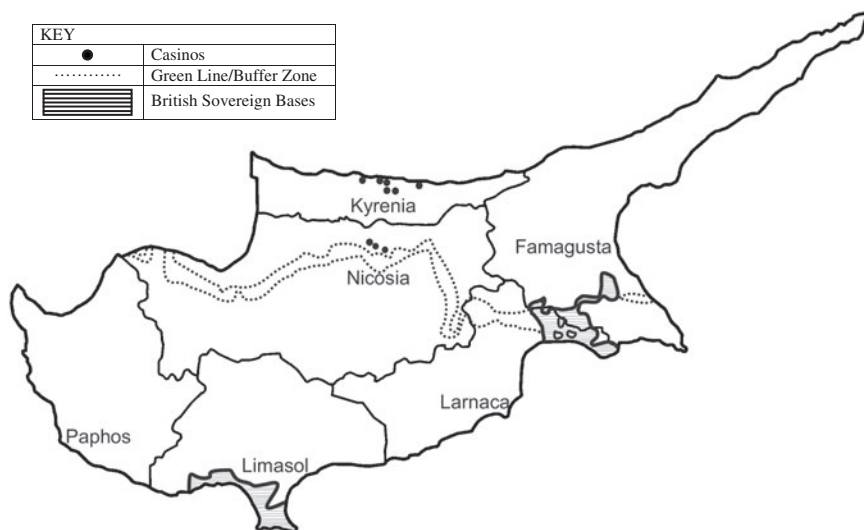 KEY
Casinos
Green Line/Buffer Zone
British Sovereign Bases
Kyrenia
Famagusta
Nicosia
Larnaca
Paphos
Limasol